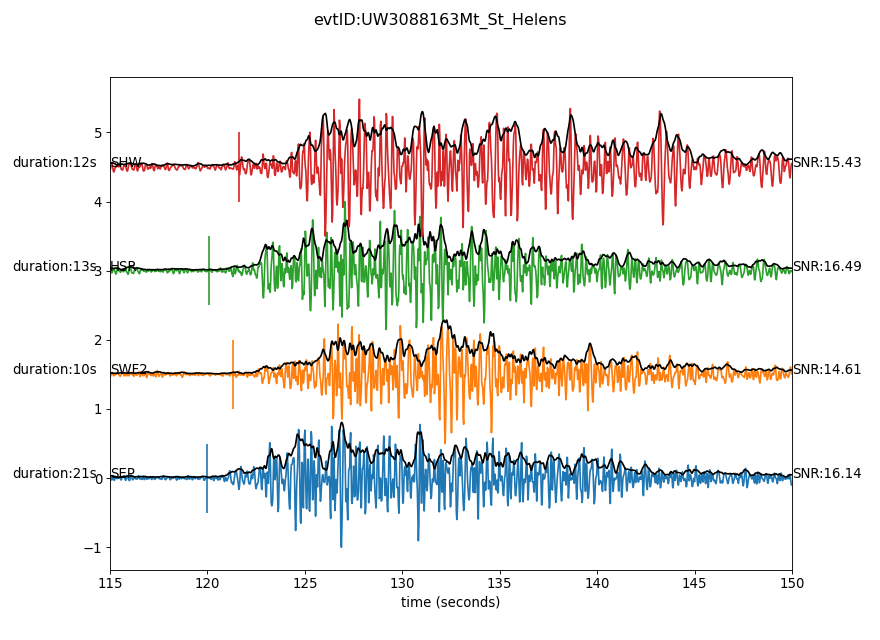 evtID:UW3088163Mt_St_Helens
5
duration:12s SHW SNR:15.43
4
duration:13s HSR SNR:16.49
3
2
duration:10s SWF2 SNR:14.61
1
duration:21s SEP SNR:16.14
0
−1
115 120 125 130 135 140 145 150
time (seconds)